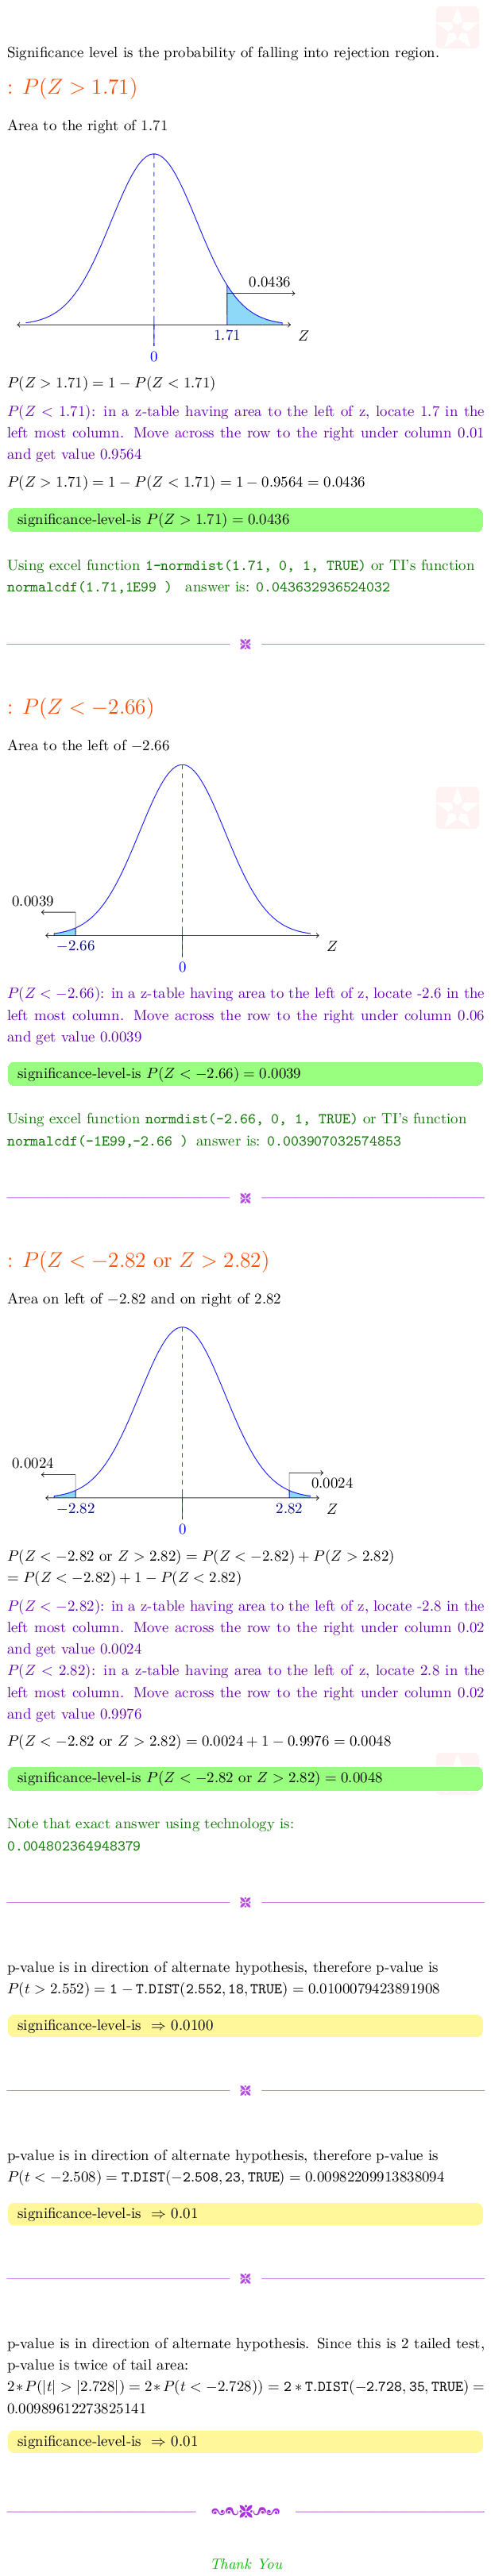 Significance level is the probability of falling into rejection region.
: P(Z > 1.71)
Area to the right of 1.71
0.0436
1.71
Z
0
P(Z > 1.71) = 1 − P(Z < 1.71)
P(Z < 1.71): in a z-table having area to the left of z, locate 1.7 in the
left most column. Move across the row to the right under column 0.01
and get value 0.9564
P(Z > 1.71) = 1 − P(Z < 1.71) = 1 − 0.9564 = 0.0436
significance-level-is P(Z > 1.71) = 0.0436
Using excel function 1-normdist(1.71, 0, 1, TRUE) or TI's function
normalcdf(1.71,1E99 ) answer is: 0.043632936524032
: P(Z < −2.66)
Area to the left of −2.66
0.0039
−2.66
Z
0
P(Z < −2.66): in a z-table having area to the left of z, locate -2.6 in the
left most column. Move across the row to the right under column 0.06
and get value 0.0039
significance-level-is P(Z < −2.66) = 0.0039
Using excel function normdist(-2.66, 0, 1, TRUE) or TI's function
normalcdf(-1E99,-2.66 ) answer is: 0.003907032574853
: P(Z < −2.82 or Z > 2.82)
Area on left of −2.82 and on right of 2.82
0.0024
0.0024
−2.82
2.82
Z
0
P(Z < −2.82 or Z > 2.82) = P(Z < −2.82) + P(Z > 2.82)
= P(Z < −2.82) + 1 − P(Z < 2.82)
P(Z < −2.82): in a z-table having area to the left of z, locate -2.8 in the
left most column. Move across the row to the right under column 0.02
and get value 0.0024
P(Z < 2.82): in a z-table having area to the left of z, locate 2.8 in the
left most column. Move across the row to the right under column 0.02
and get value 0.9976
P(Z < −2.82 or Z > 2.82) = 0.0024 + 1 − 0.9976 = 0.0048
significance-level-is P(Z < −2.82 or Z > 2.82) = 0.0048
Note that exact answer using technology is:
0.004802364948379
p-value is in direction of alternate hypothesis, therefore p-value is
P(t > 2.552) = 1 − T.DIST(2.552, 18, TRUE) = 0.0100079423891908
significance-level-is ⇒ 0.0100
p-value is in direction of alternate hypothesis, therefore p-value is
P(t < −2.508) = T.DIST(−2.508, 23, TRUE) = 0.00982209913838094
significance-level-is ⇒ 0.01
p-value is in direction of alternate hypothesis. Since this is 2 tailed test,
p-value is twice of tail area:
2∗P(|t| > |2.728|) = 2∗P(t < −2.728)) = 2 ∗ T.DIST(−2.728, 35, TRUE) =
0.00989612273825141
significance-level-is ⇒ 0.01
Thank You